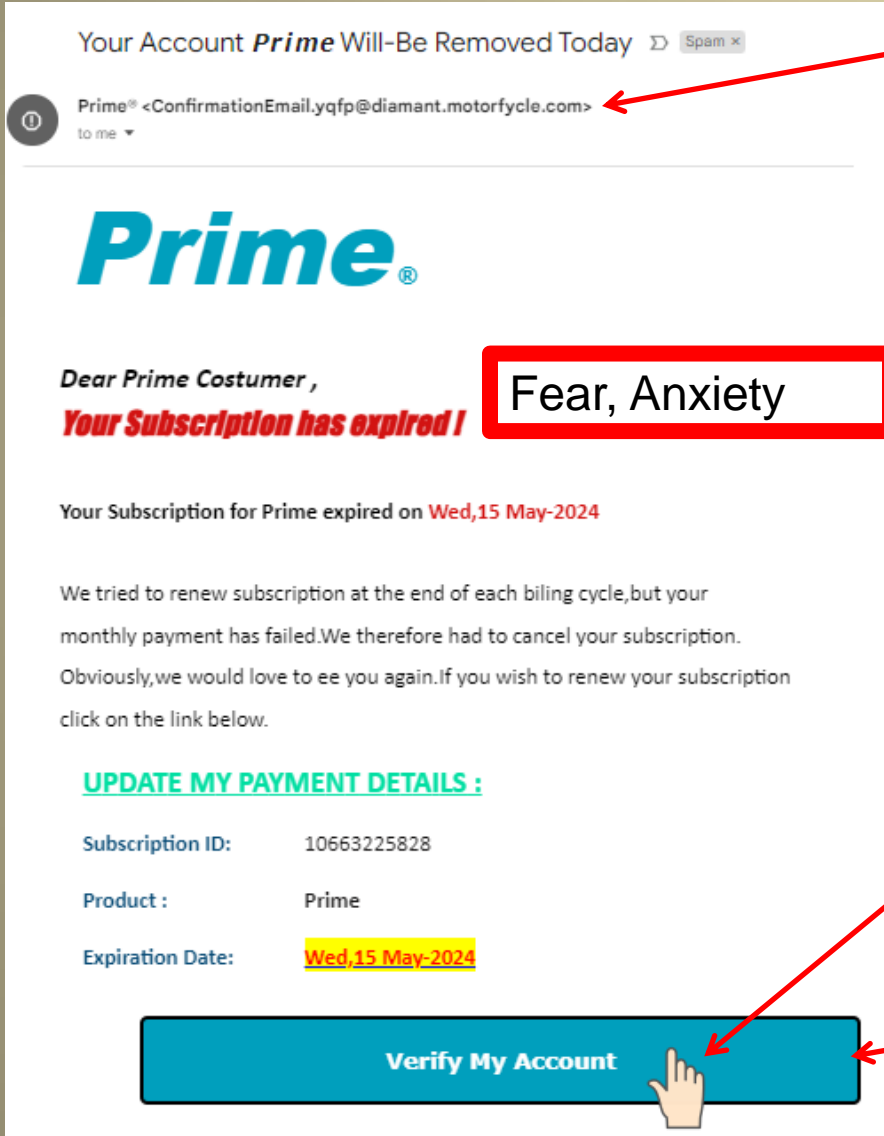 Your Account Prime Will-Be Removed Today Spam ×
Prime® <ConfirmationEmail.yqfp@diamant.motorfycle.com>
to me
Prime®
Dear Prime Costumer ,
Your Subscription has expired !
Fear, Anxiety
Your Subscription for Prime expired on Wed,15 May-2024
We tried to renew subscription at the end of each biling cycle,but your
monthly payment has failed.We therefore had to cancel your subscription.
Obviously,we would love to ee you again.If you wish to renew your subscription
click on the link below.
UPDATE MY PAYMENT DETAILS :
Subscription ID: 10663225828
Product : Prime
Expiration Date: Wed,15 May-2024
Verify My Account